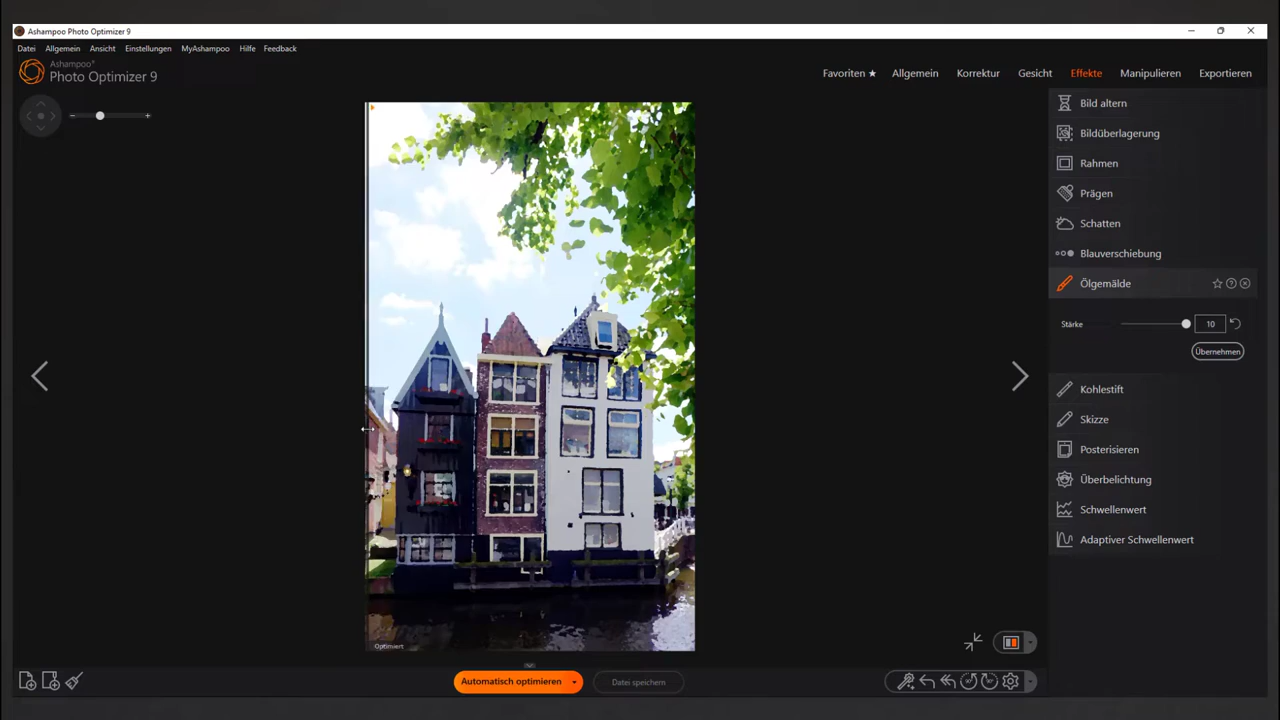 Ashampoo Photo Optimizer 9
Datei Allgemein Ansicht Einstellungen MyAshampoo Hilfe Feedback
Ashampoo®
Photo Optimizer 9
Favoriten ★ Allgemein Korrektur Gesicht Effekte Manipulieren Exportieren
Bild altern
Bildüberlagerung
Rahmen
Prägen
Schatten
Blauverschiebung
Ölgemälde
Stärke 10
Übernehmen
Kohlestift
Skizze
Posterisieren
Überbelichtung
Schwellenwert
Adaptiver Schwellenwert
Optimiert
Automatisch optimieren
Datei speichern